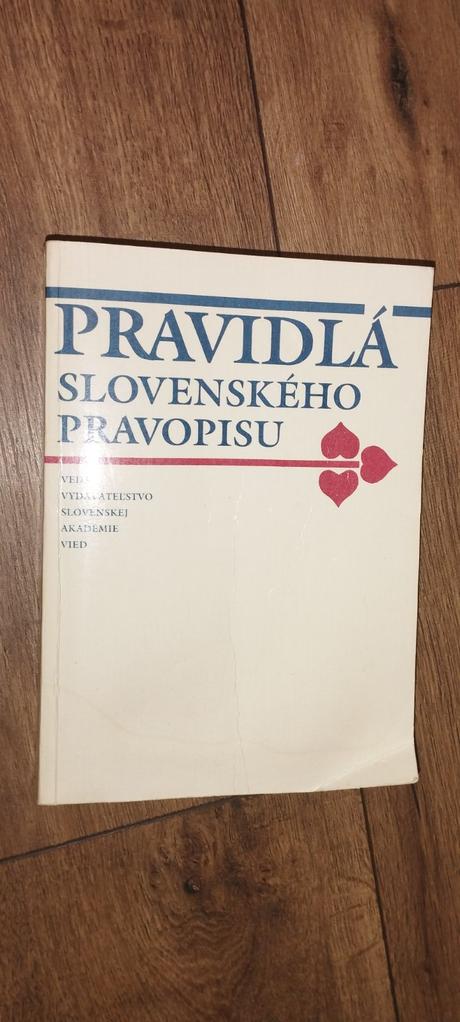 PRAVIDLÁ
SLOVENSKÉHO
PRAVOPISU
VEDA
VYDAVATEĽSTVO
SLOVENSKEJ
AKADÉMIE
VIED